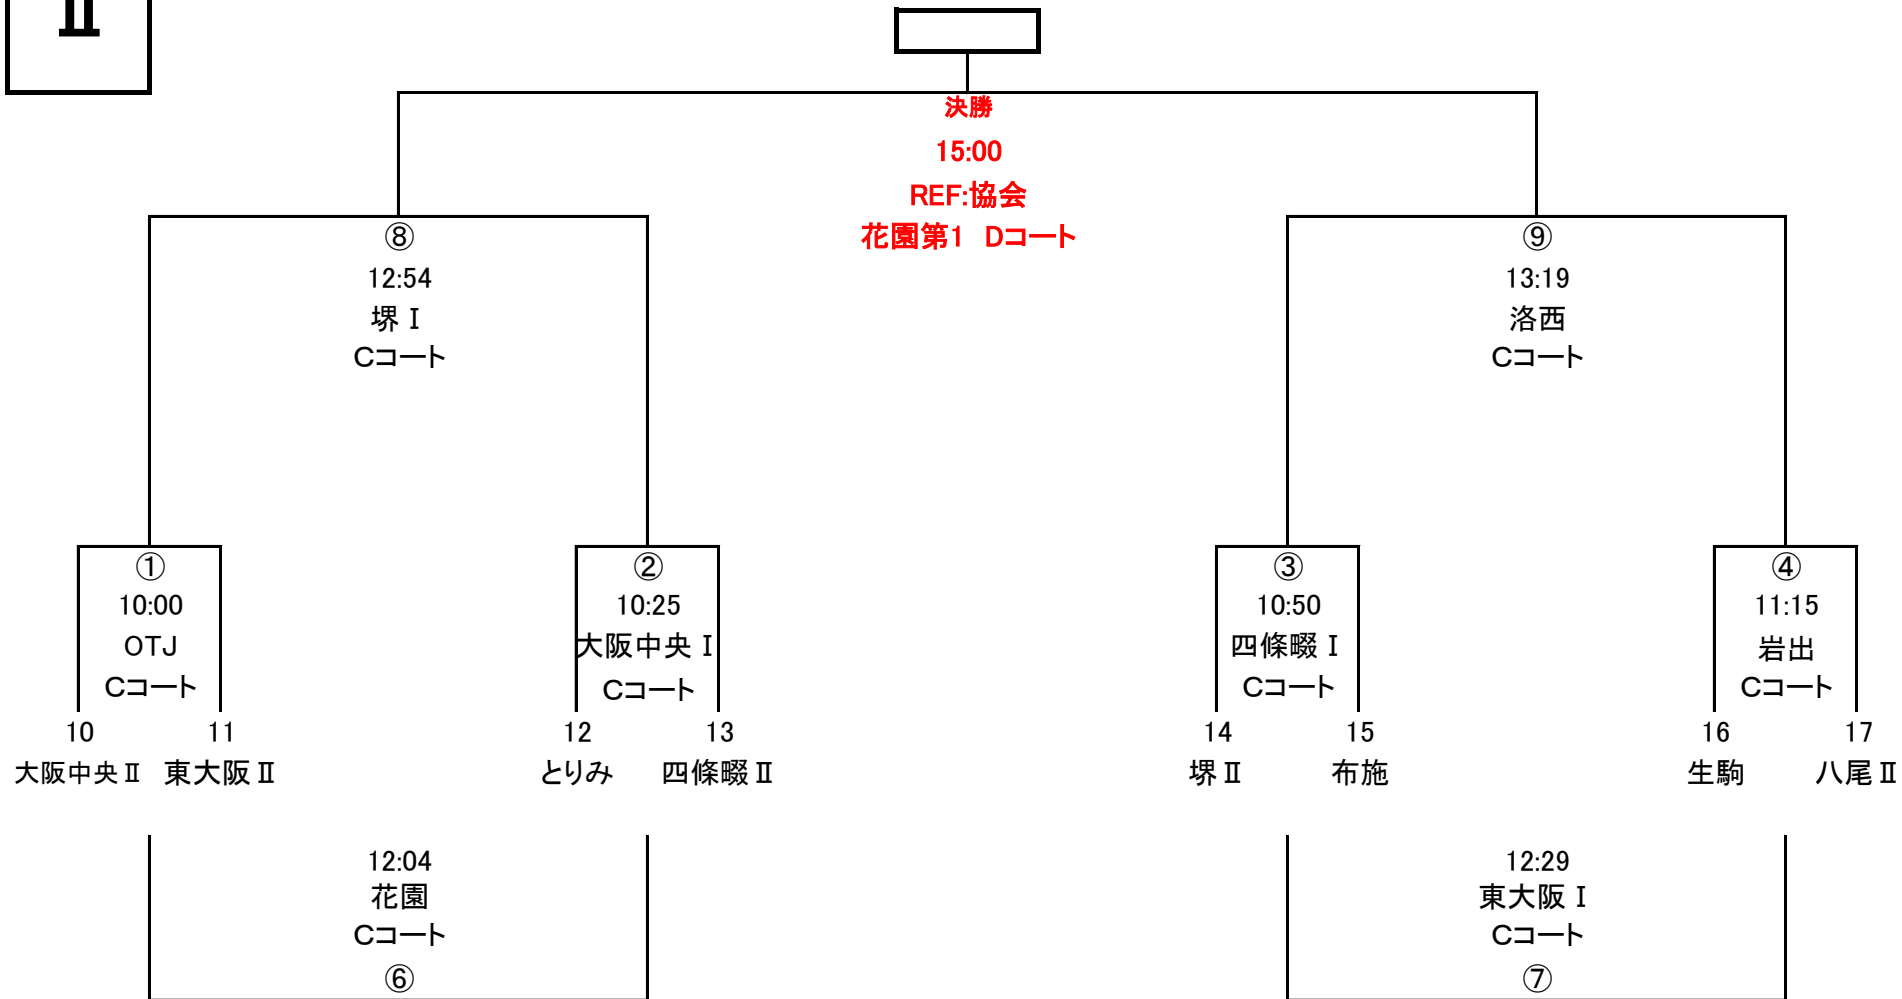 Ⅱ
決勝
15:00
REF:協会
花園第1 Dコート
⑧
12:54
堺Ⅰ
Cコート
⑨
13:19
洛西
Cコート
①
10:00
OTJ
Cコート
②
10:25
大阪中央Ⅰ
Cコート
③
10:50
四條畷Ⅰ
Cコート
④
11:15
岩出
Cコート
10 11 12 13 14 15 16 17
大阪中央Ⅱ 東大阪Ⅱ とりみ 四條畷Ⅱ 堺Ⅱ 布施 生駒 八尾Ⅱ
12:04
花園
Cコート
⑥
12:29
東大阪Ⅰ
Cコート
⑦